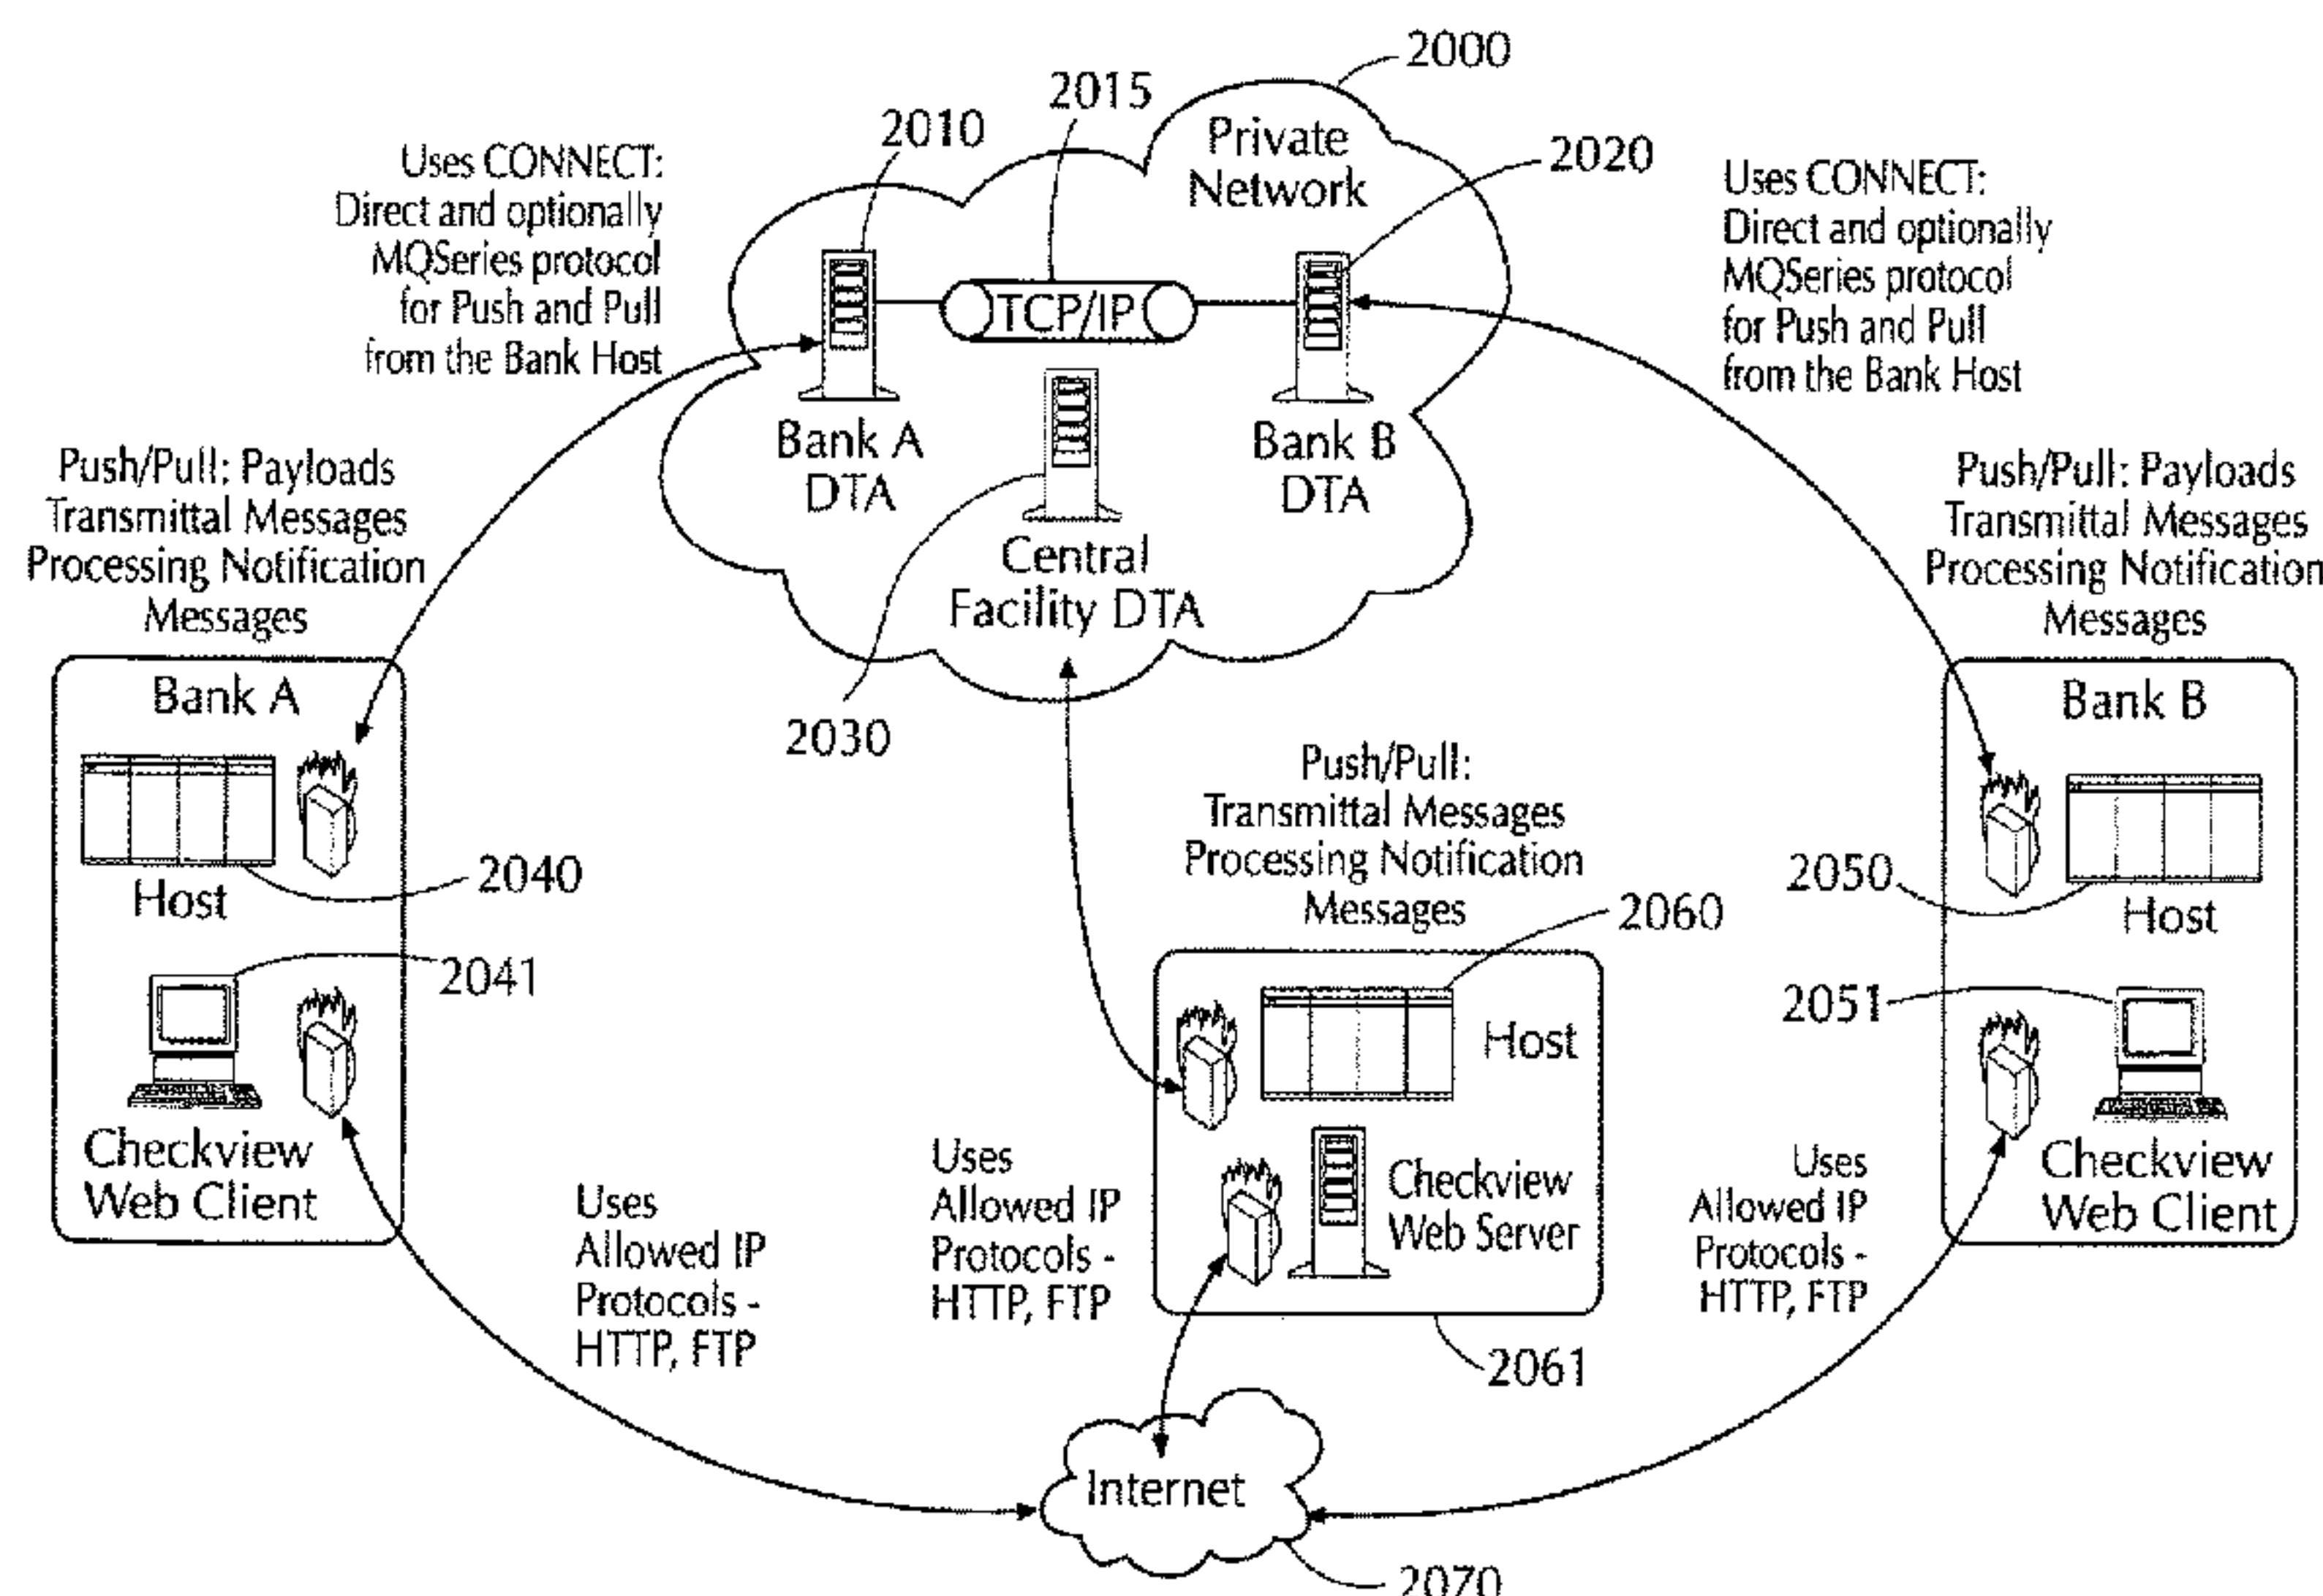 2000
2015
2010
Private
Network
2020
Uses CONNECT:
Direct and optionally
MQSeries protocol
for Push and Pull
from the Bank Host
Uses CONNECT:
Direct and optionally
MQSeries protocol
for Push and Pull
from the Bank Host
TCP/IP
Bank A
DTA
Bank B
DTA
Central
Facility DTA
2030
Push/Pull: Payloads
Transmittal Messages
Processing Notification
Messages
Push/Pull: Payloads
Transmittal Messages
Processing Notification
Messages
Bank A
Host
2040
2041
Checkview
Web Client
Push/Pull:
Transmittal Messages
Processing Notification
Messages
2060
Host
Checkview
Web Server
2061
Bank B
2050
Host
2051
Checkview
Web Client
Uses
Allowed IP
Protocols -
HTTP, FTP
Uses
Allowed IP
Protocols -
HTTP, FTP
Uses
Allowed IP
Protocols -
HTTP, FTP
Internet
2070